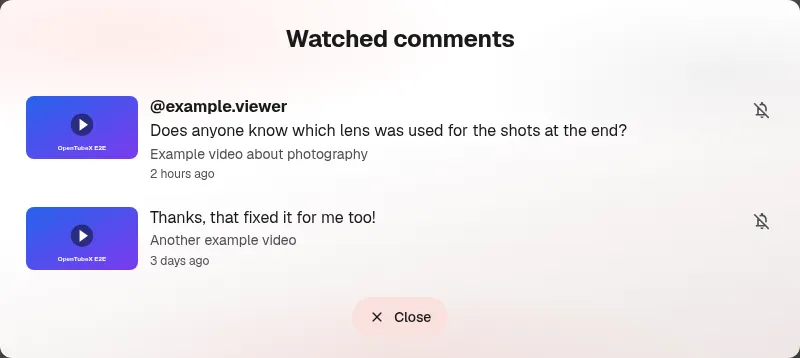 Watched comments
@example.viewer
Does anyone know which lens was used for the shots at the end?
OpenTubeX E2E
Example video about photography
2 hours ago
Thanks, that fixed it for me too!
Another example video
OpenTubeX E2E
3 days ago
Close